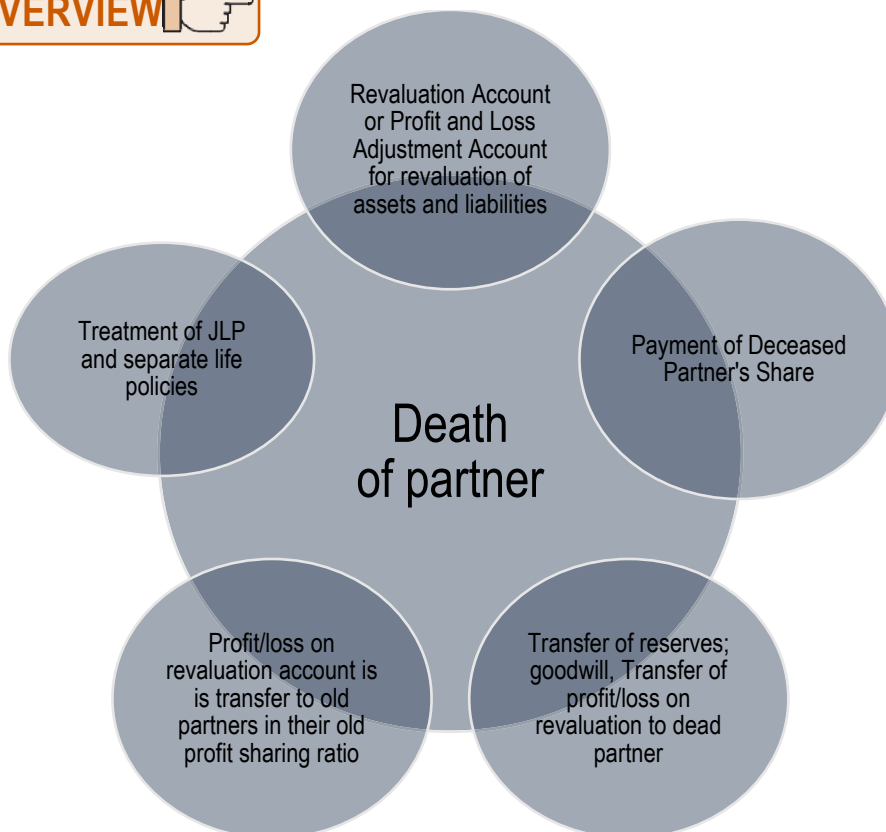 VERVIEW
Revaluation Account
or Profit and Loss
Adjustment Account
for revaluation of
assets and liabilities
Payment of Deceased
Partner's Share
Treatment of JLP
and separate life
policies
Death
of partner
Profit/loss on
revaluation account is
is transfer to old
partners in their old
profit sharing ratio
Transfer of reserves;
goodwill, Transfer of
profit/loss on
revaluation to dead
partner